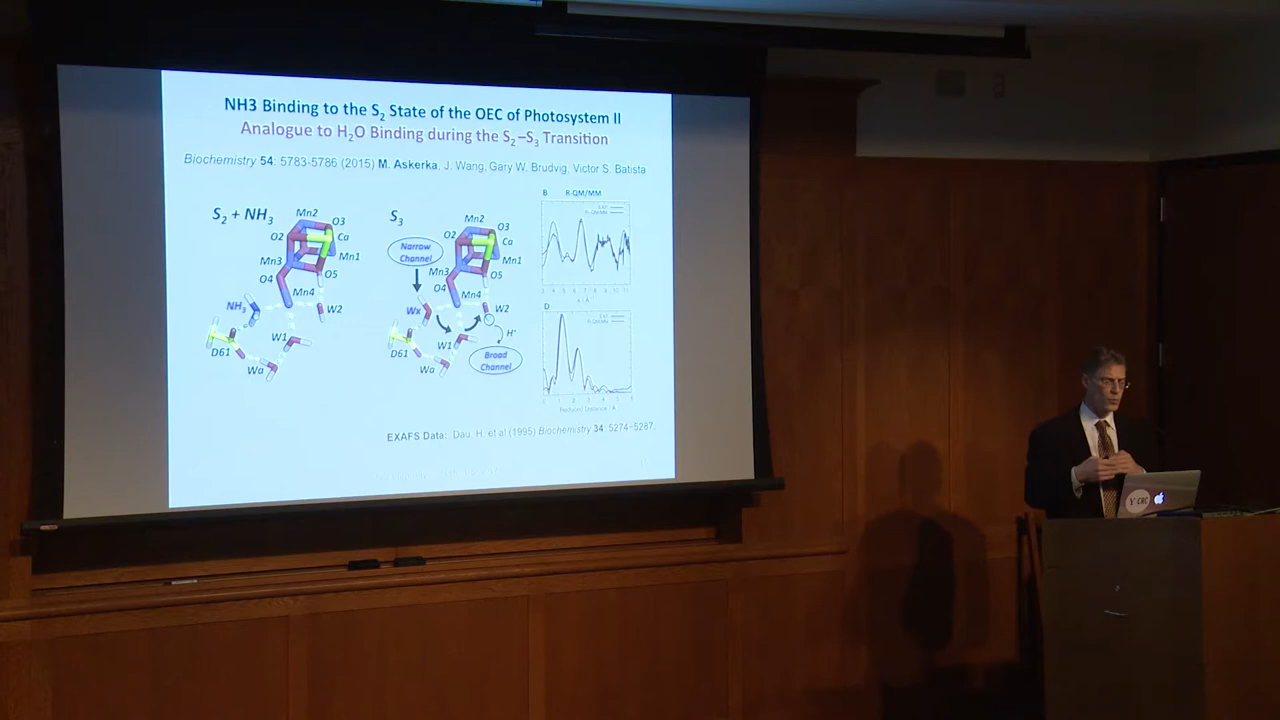 NH3 Binding to the S2 State of the OEC of Photosystem II
Analogue to H2O Binding during the S2–S3 Transition
Biochemistry 54: 5783-5786 (2015) M. Askerka, J. Wang, Gary W. Brudvig, Victor S. Batista
S2 + NH3
Mn2
O3
O2
Ca
Mn1
Mn3
O5
O4
Mn4
NH3
W2
W1
D61
Wa
S3
Narrow
Channel
Mn2
O3
O2
Ca
Mn1
Mn3
O5
O4
Mn4
Wx
W2
W1
H+
D61
Wa
Broad
Channel
B R-QM/MM
D
Reduced Distance
EXAFS Data: Dau, H. et al (1995) Biochemistry 34: 5274-5287.